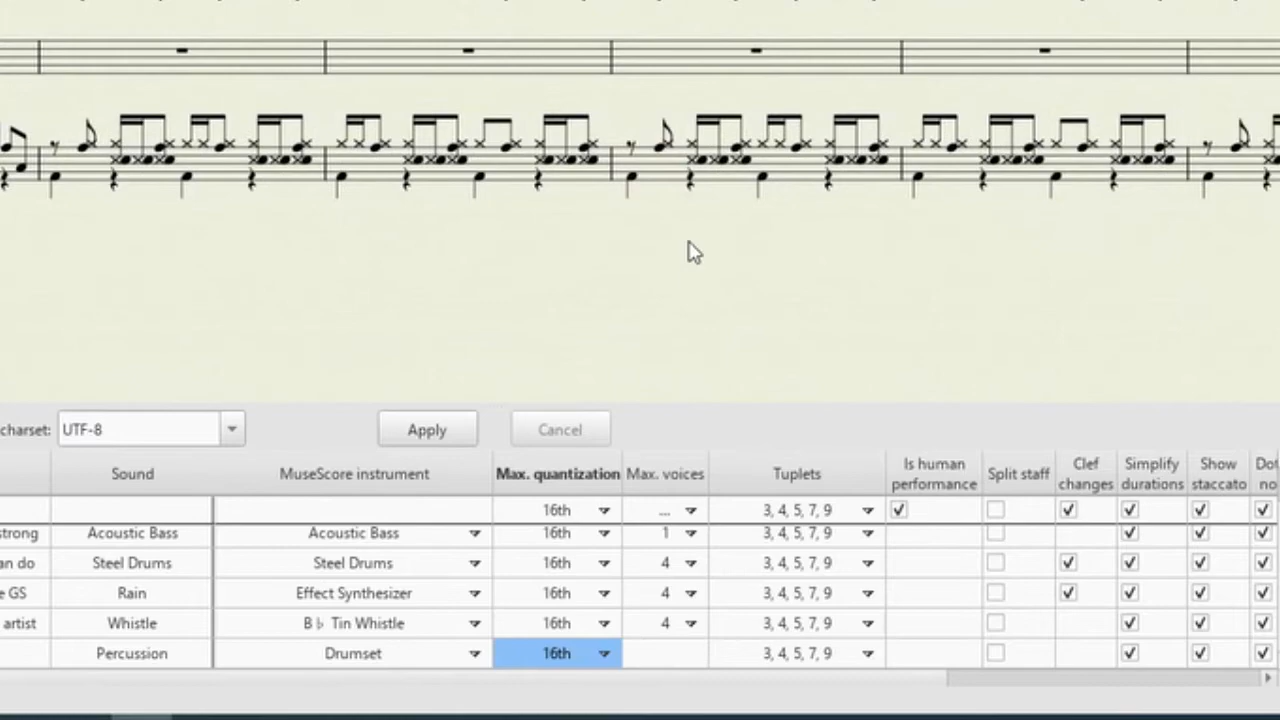 charset: UTF-8 Apply Cancel
Sound MuseScore instrument Max. quantization Max. voices Tuplets Is human performance Split staff Clef changes Simplify durations Show staccato Dot no
16th ... 3, 4, 5, 7, 9
strong Acoustic Bass Acoustic Bass 16th 1 3, 4, 5, 7, 9
an do Steel Drums Steel Drums 16th 4 3, 4, 5, 7, 9
e GS Rain Effect Synthesizer 16th 4 3, 4, 5, 7, 9
artist Whistle B♭ Tin Whistle 16th 4 3, 4, 5, 7, 9
Percussion Drumset 16th 3, 4, 5, 7, 9